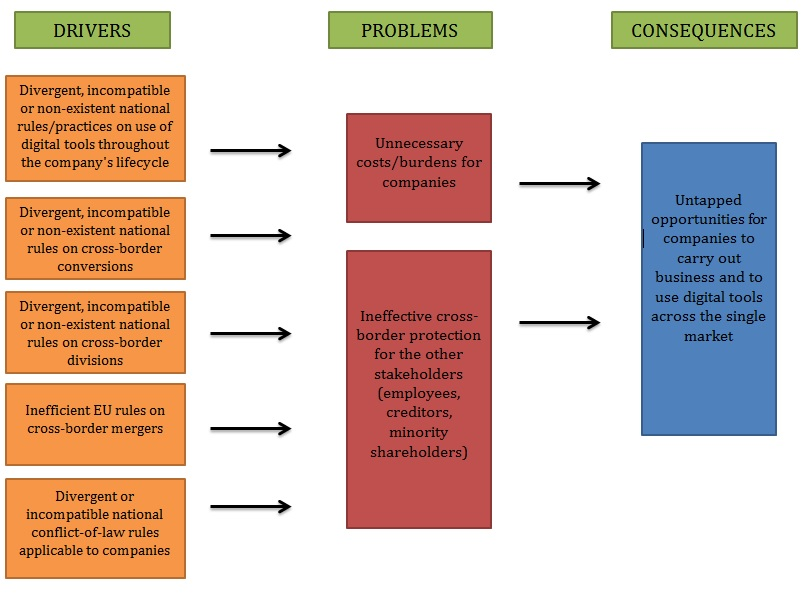 DRIVERS
PROBLEMS
CONSEQUENCES
Divergent, incompatible
or non-existent national
rules/practices on use of
digital tools throughout
the company's lifecycle
Divergent, incompatible
or non-existent national
rules on cross-border
conversions
Divergent, incompatible
or non-existent national
rules on cross-border
divisions
Inefficient EU rules on
cross-border mergers
Divergent or
incompatible national
conflict-of-law rules
applicable to companies
Unnecessary
costs/burdens for
companies
Ineffective cross-
border protection
for the other
stakeholders
(employees,
creditors,
minority
shareholders)
Untapped
opportunities for
companies to
carry out
business and to
use digital tools
across the single
market